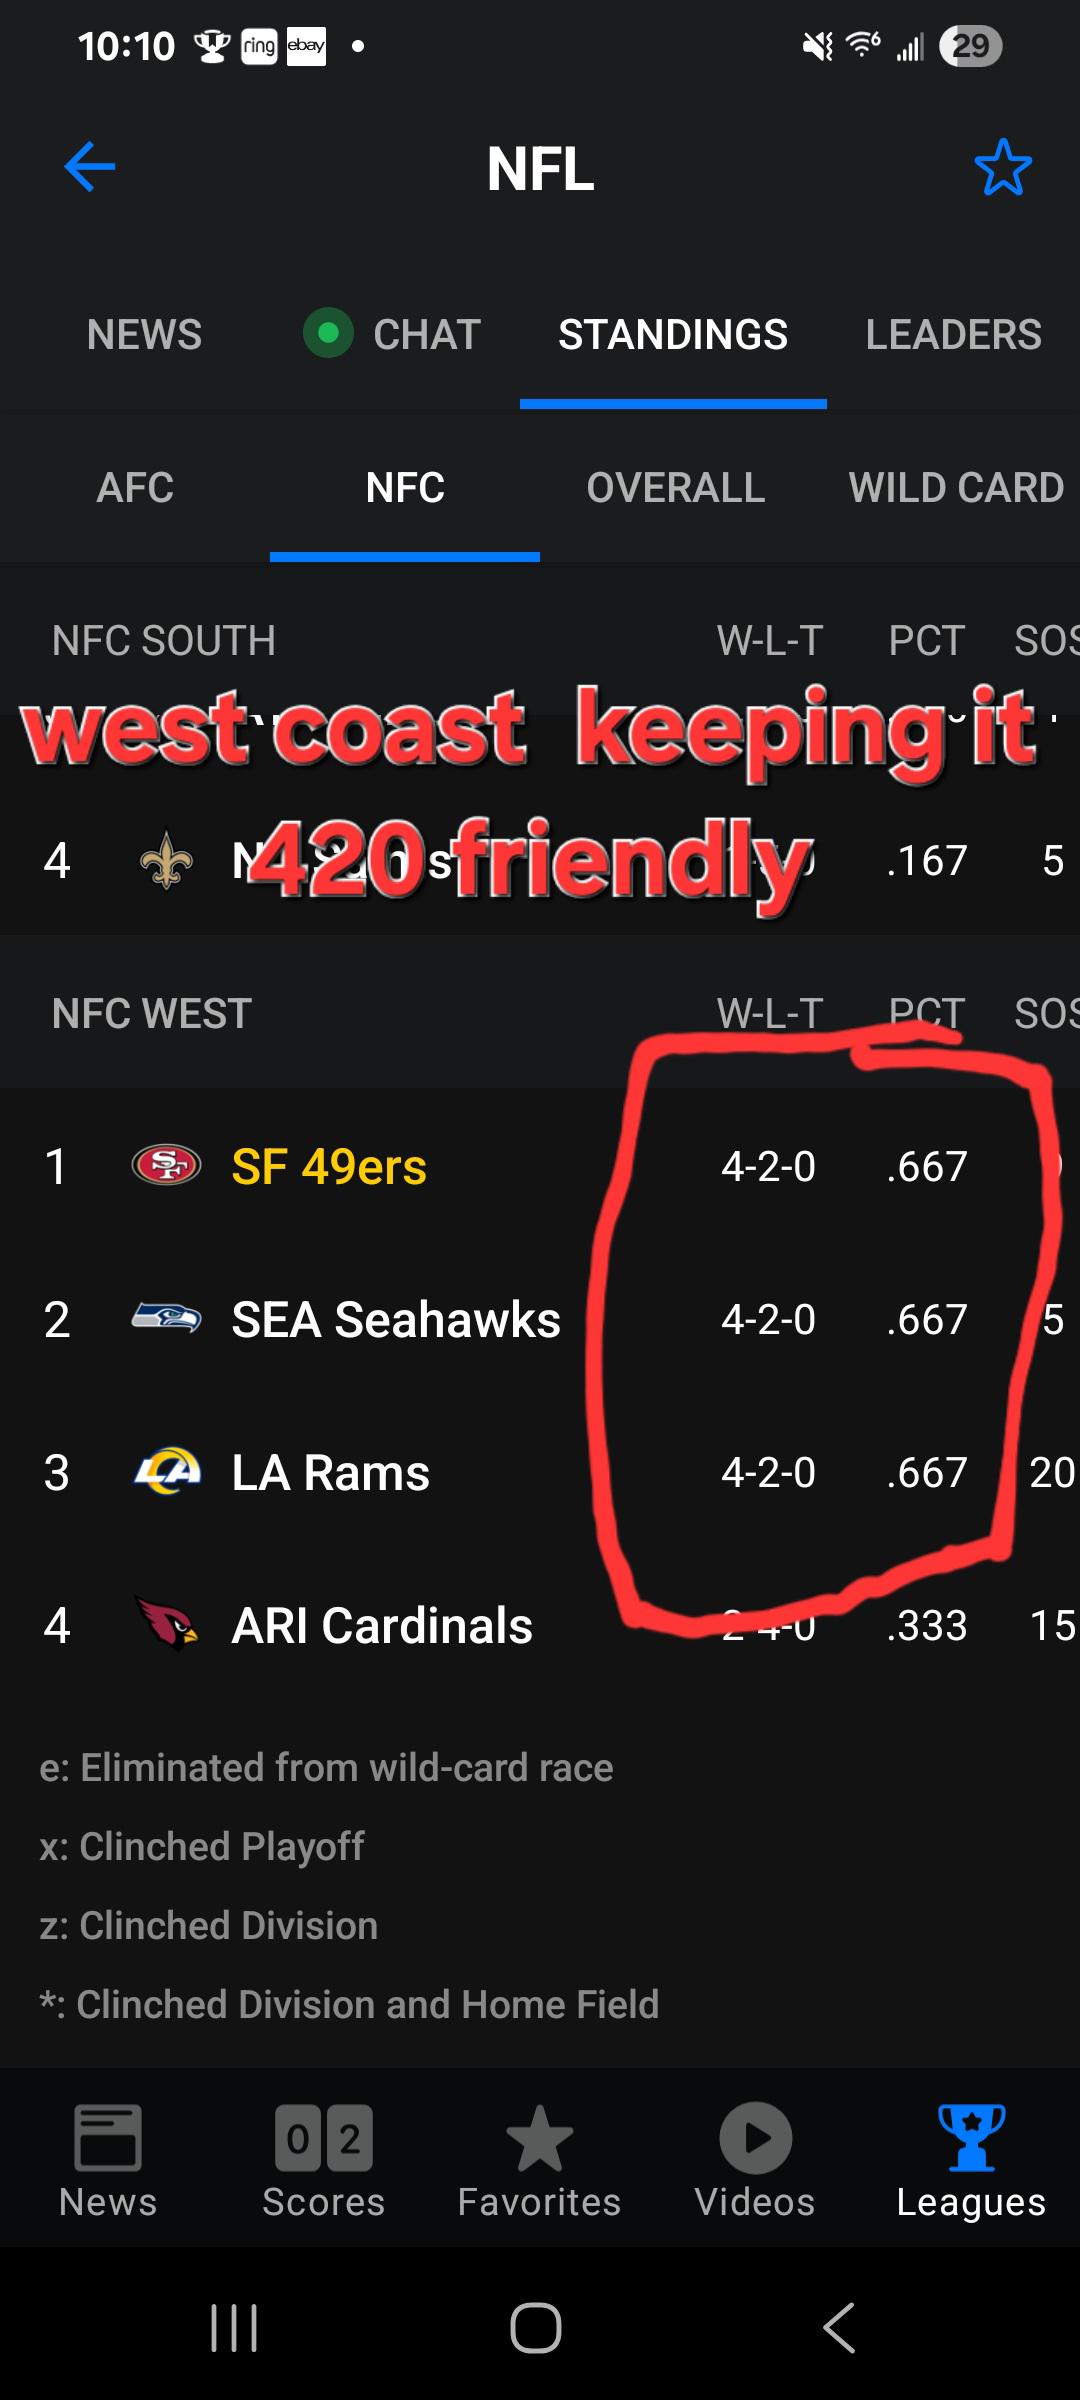 10:10 ring ebay 29
NFL
NEWS CHAT STANDINGS LEADERS
AFC NFC OVERALL WILD CARD
NFC SOUTH W-L-T PCT SOS
west coast keeping it
420 friendly
4 .167 5
NFC WEST W-L-T PCT SOS
1 SF 49ers 4-2-0 .667
2 SEA Seahawks 4-2-0 .667 5
3 LA Rams 4-2-0 .667 20
4 ARI Cardinals 2-4-0 .333 15
e: Eliminated from wild-card race
x: Clinched Playoff
z: Clinched Division
*: Clinched Division and Home Field
0 2
News Scores Favorites Videos Leagues